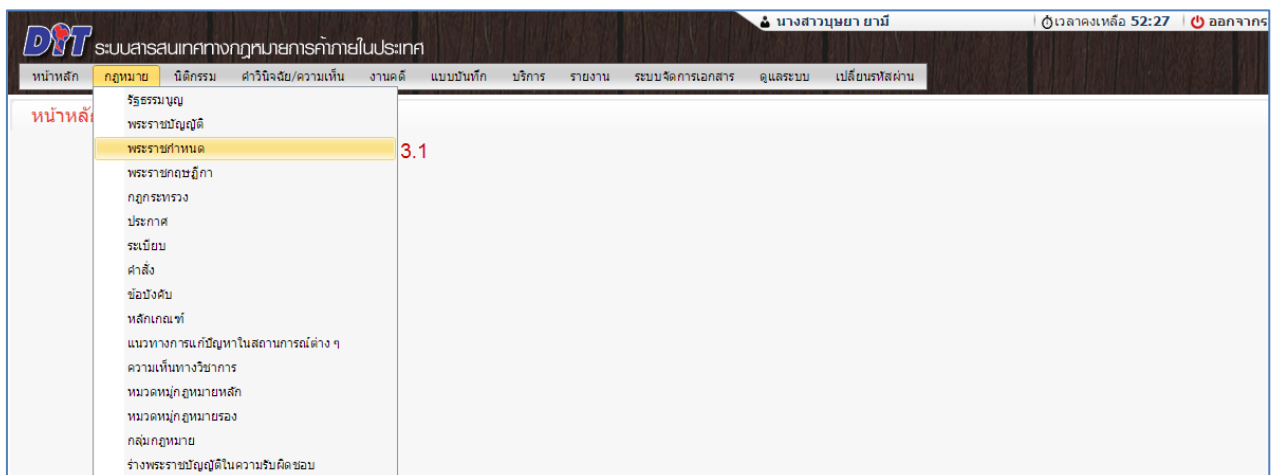 นางสาวบุษยา ยามี เวลาคงเหลือ 52:27 ออกจากร
DIT ระบบสารสนเทศทางกฎหมายการค้าภายในประเทศ
หน้าหลัก กฎหมาย นิติกรรม คำวินิจฉัย/ความเห็น งานคดี แบบบันทึก บริการ รายงาน ระบบจัดการเอกสาร ดูแลระบบ เปลี่ยนรหัสผ่าน
หน้าหลัก
รัฐธรรมนูญ
พระราชบัญญัติ
พระราชกำหนด 3.1
พระราชกฤษฎีกา
กฎกระทรวง
ประกาศ
ระเบียบ
คำสั่ง
ข้อบังคับ
หลักเกณฑ์
แนวทางการแก้ปัญหาในสถานการณ์ต่าง ๆ
ความเห็นทางวิชาการ
หมวดหมู่กฎหมายหลัก
หมวดหมู่กฎหมายรอง
กลุ่มกฎหมาย
ร่างพระราชบัญญัติในความรับผิดชอบ